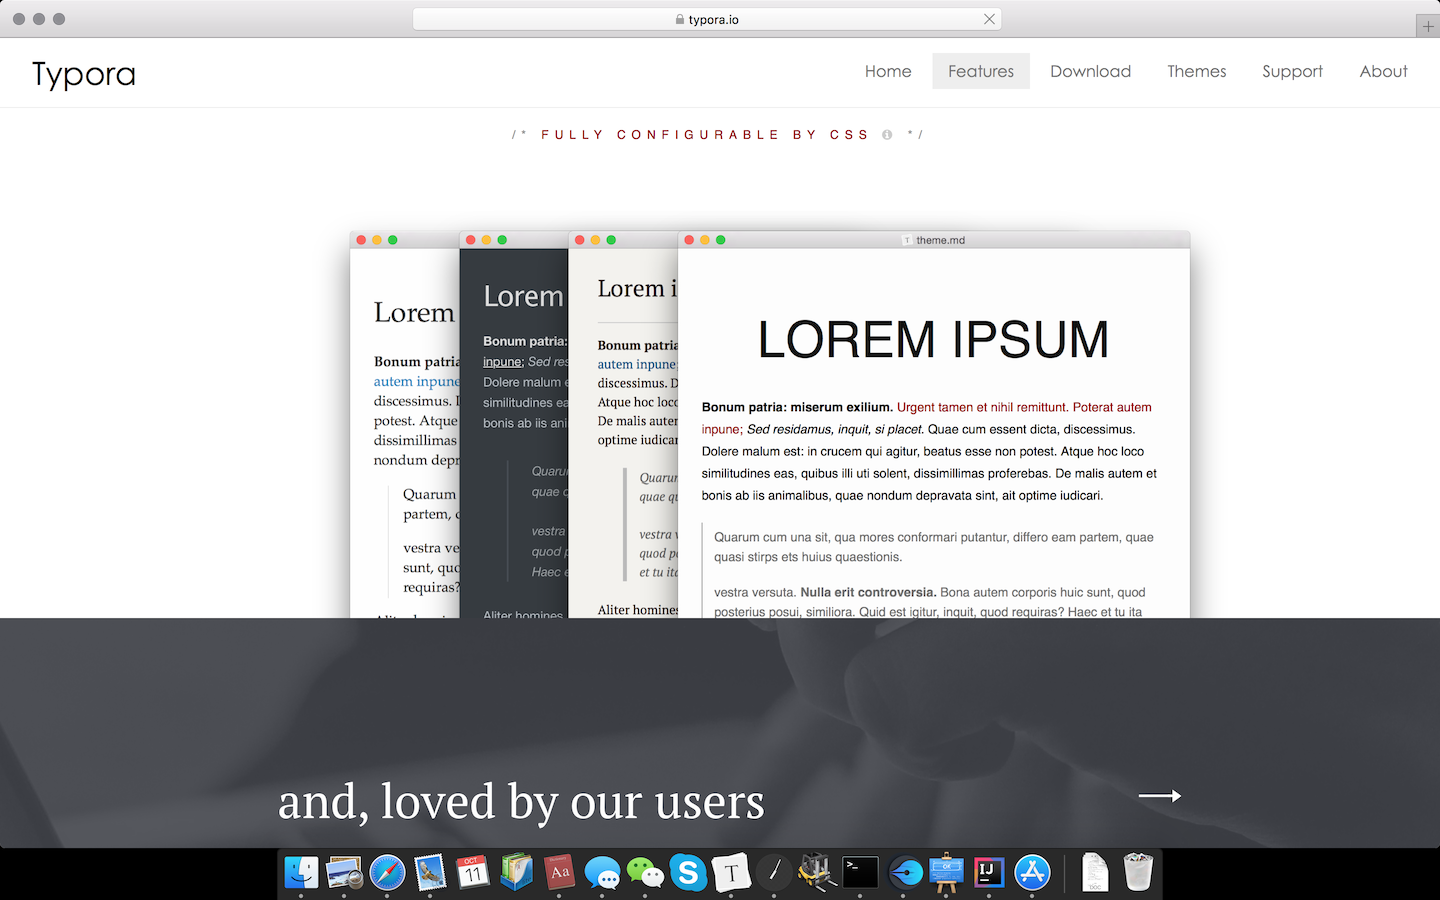 typora.io
Typora
Home Features Download Themes Support About
/* FULLY CONFIGURABLE BY CSS */
Lorem
Bonum patria
autem inpune
discessimus.
potest. Atque
dissimillimas
nondum depr
Quarum
partem,
vestra ve
sunt, quo
requiras?
Lorem
Bonum patria:
inpune; Sed res
Dolere malum e
similitudines ea
bonis ab iis ani
Quaru
quae q
vestra
quod p
Haec e
Aliter homines
Lorem i
Bonum patria
autem inpune;
discessimus. D
Atque hoc loco
De malis auten
optime iudicar
Quarun
quae qu
vestra v
quod po
et tu ita
Aliter homines
theme.md
LOREM IPSUM
Bonum patria: miserum exilium. Urgent tamen et nihil remittunt. Poterat autem
inpune; Sed residamus, inquit, si placet. Quae cum essent dicta, discessimus.
Dolere malum est: in crucem qui agitur, beatus esse non potest. Atque hoc loco
similitudines eas, quibus illi uti solent, dissimillimas proferebas. De malis autem et
bonis ab iis animalibus, quae nondum depravata sint, ait optime iudicari.
Quarum cum una sit, qua mores conformari putantur, differo eam partem, quae
quasi stirps ets huius quaestionis.
vestra versuta. Nulla erit controversia. Bona autem corporis huic sunt, quod
posterius posui, similiora. Quid est igitur, inquit, quod requiras? Haec et tu ita
and, loved by our users
OCT
11
Aa
S
T
>_
OK
IJ
DOC